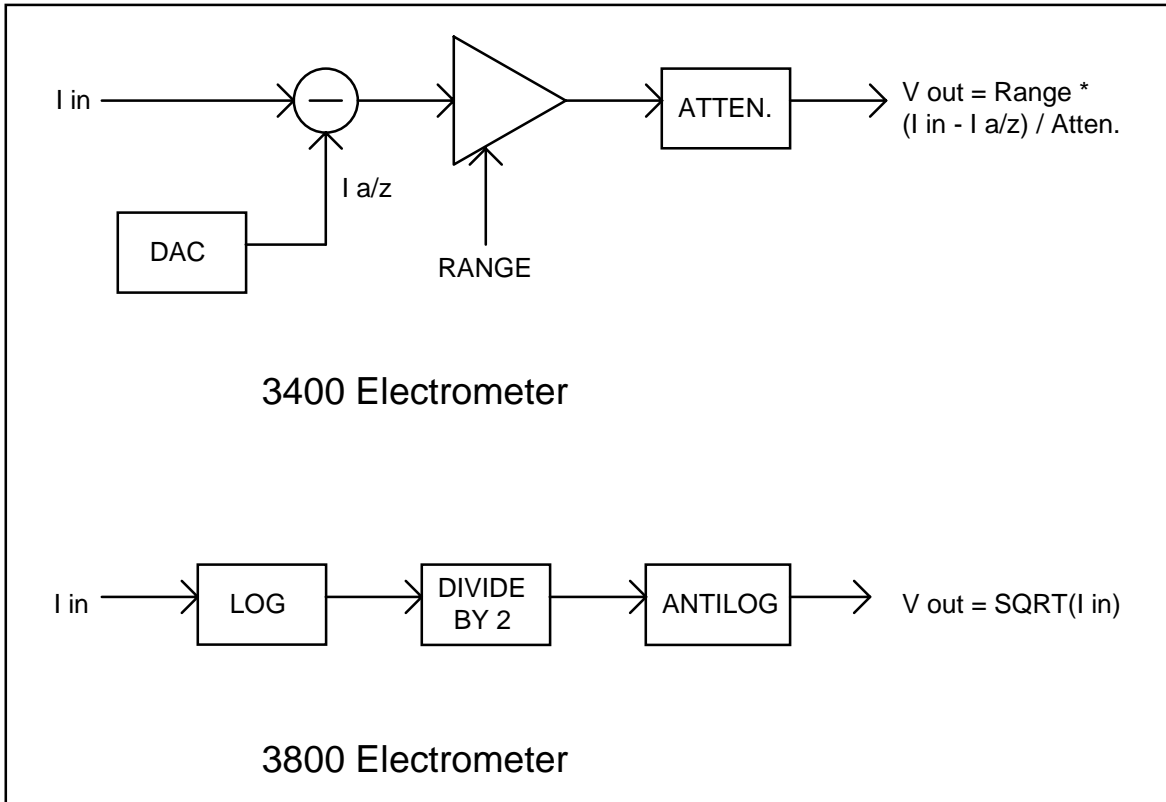 I in
ATTEN.
V out = Range *
(I in - I a/z) / Atten.
I a/z
DAC
RANGE
3400 Electrometer
I in
LOG
DIVIDE
BY 2
ANTILOG
V out = SQRT(I in)
3800 Electrometer